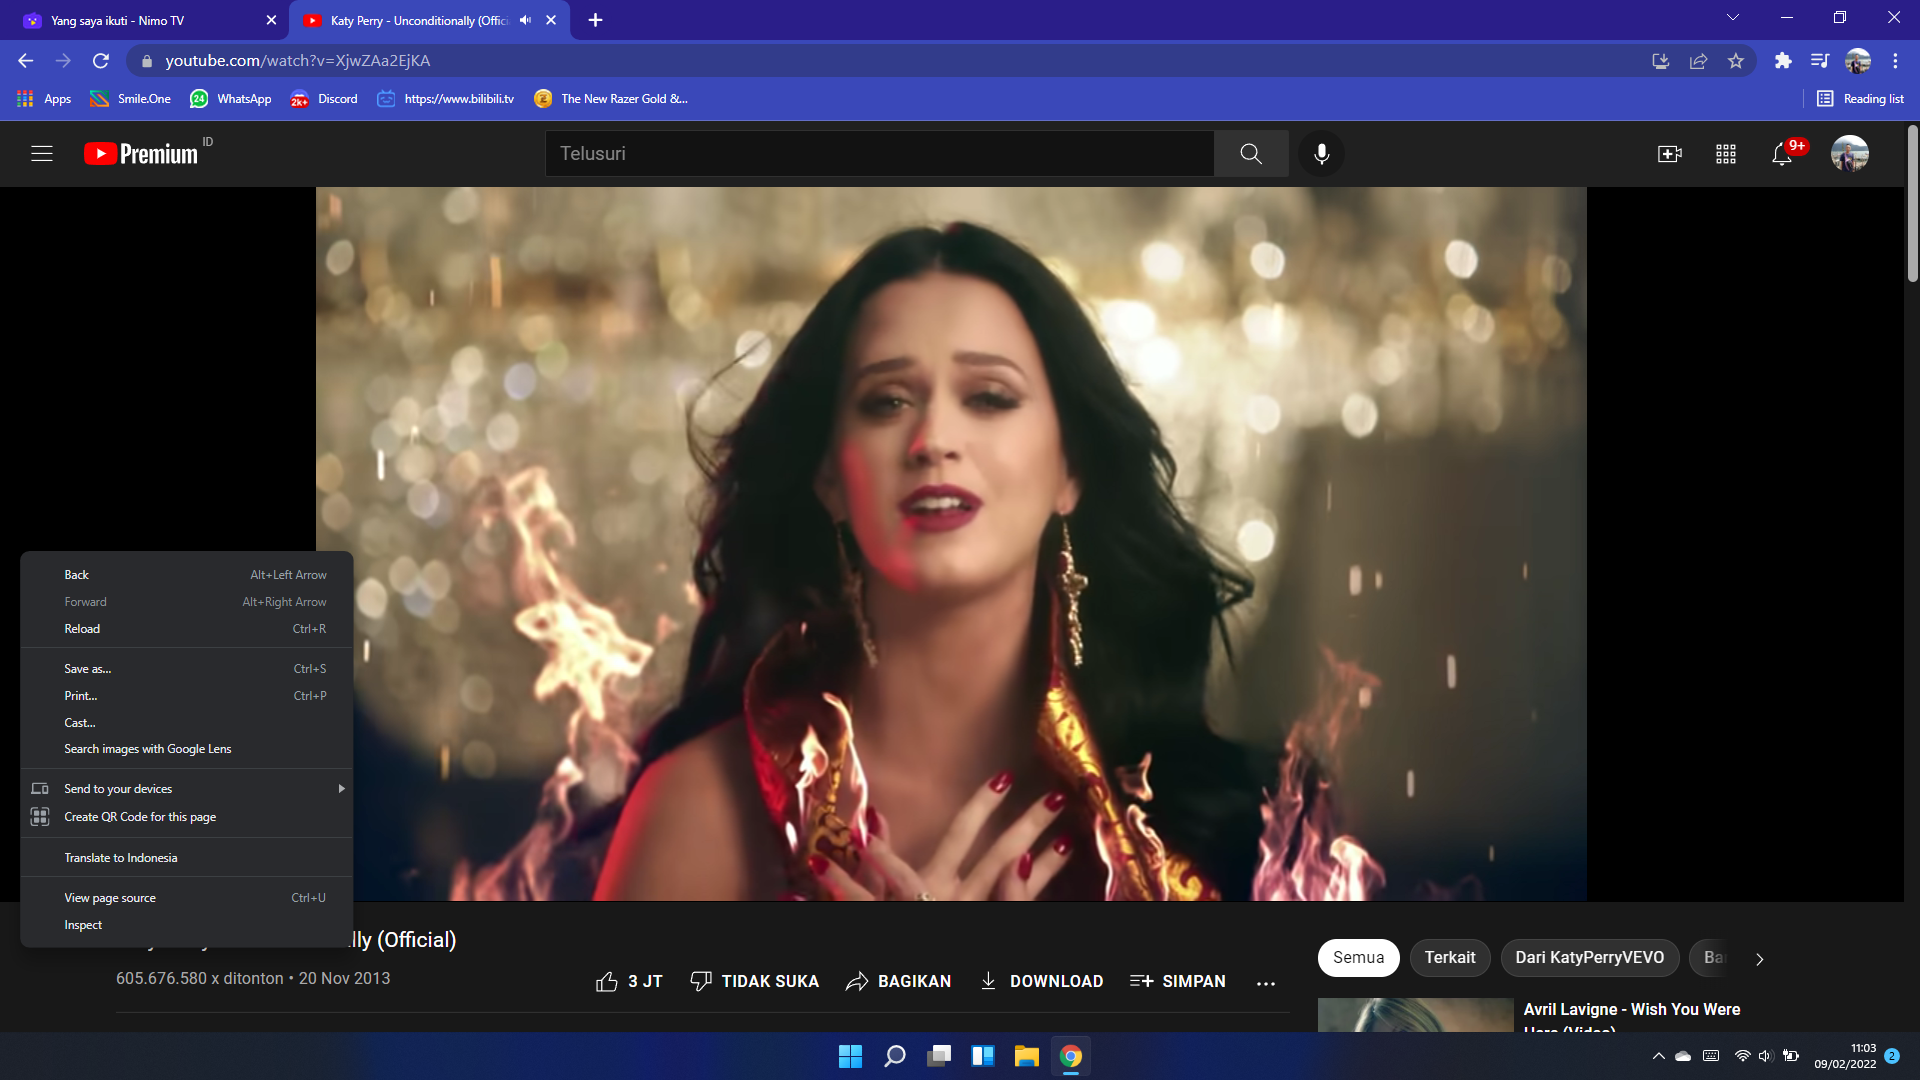 Yang saya ikuti - Nimo TV
Katy Perry - Unconditionally (Offici
youtube.com/watch?v=XjwZAa2EjKA
Apps
Smile.One
24
WhatsApp
2k+
Discord
https://www.bilibili.tv
The New Razer Gold &...
Reading list
Premium
ID
Telusuri
9+
Back
Alt+Left Arrow
Forward
Alt+Right Arrow
Reload
Ctrl+R
Save as...
Ctrl+S
Print...
Ctrl+P
Cast...
Search images with Google Lens
Send to your devices
Create QR Code for this page
Translate to Indonesia
View page source
Ctrl+U
Inspect
lly (Official)
605.676.580 x ditonton • 20 Nov 2013
3 JT
TIDAK SUKA
BAGIKAN
DOWNLOAD
SIMPAN
Semua
Terkait
Dari KatyPerryVEVO
Avril Lavigne - Wish You Were
Here (Video)
11:03
09/02/2022
2